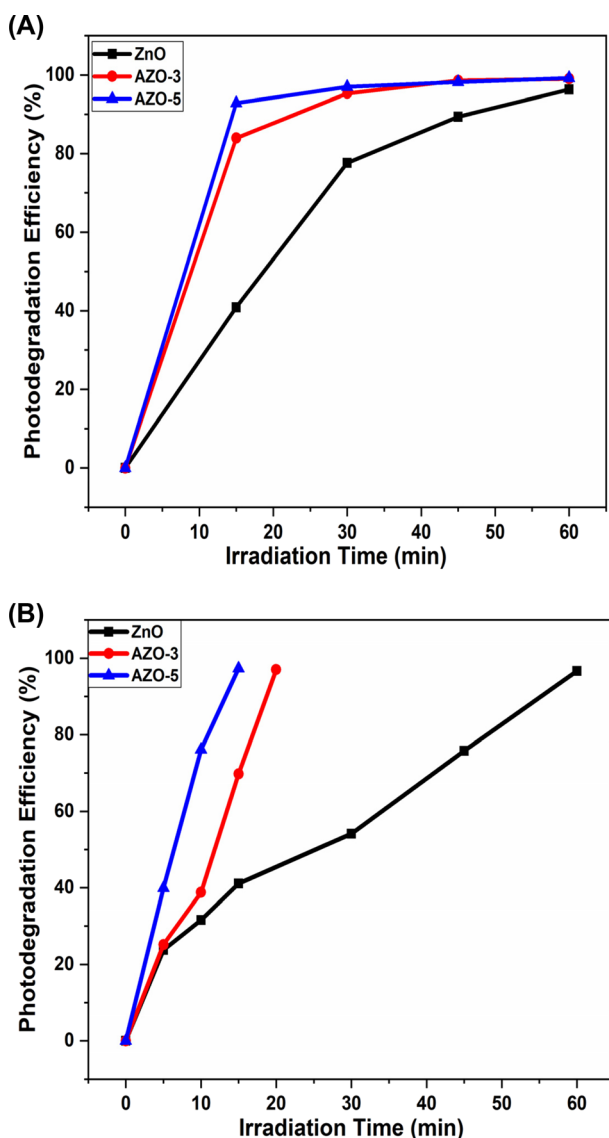 (A)
ZnO
AZO-3
AZO-5
Photodegradation Efficiency (%)
100
80
60
40
20
0
0 10 20 30 40 50 60
Irradiation Time (min)
(B)
ZnO
AZO-3
AZO-5
Photodegradation Efficiency (%)
100
80
60
40
20
0
0 10 20 30 40 50 60
Irradiation Time (min)